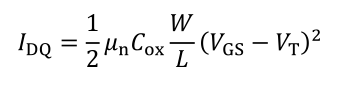 I_DQ = 1/2 μ_n C_ox W/L (V_GS − V_T)²